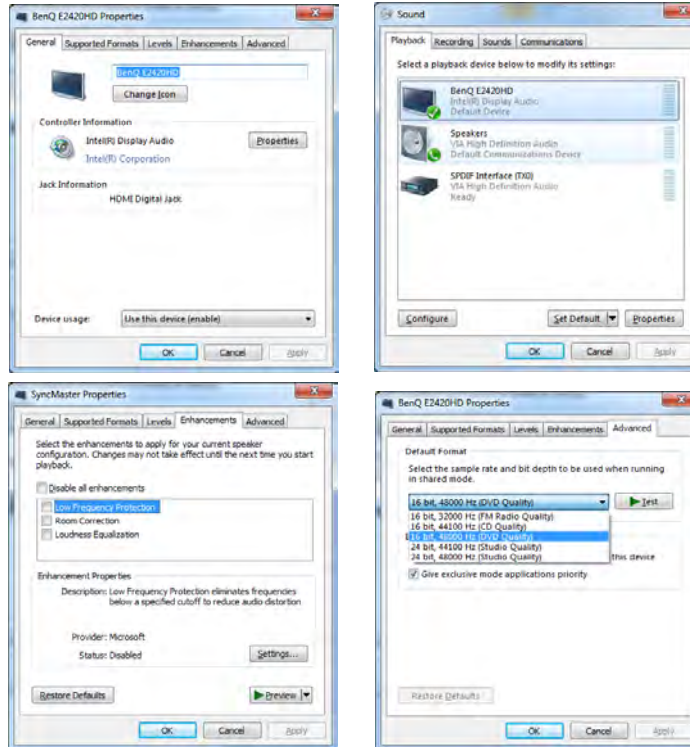 BenQ E2420HD Properties
General Supported Formats Levels Enhancements Advanced
BenQ E2420HD
Change Icon
Controller Information
Intel(R) Display Audio
Properties
Intel(R) Corporation
Jack Information
HDMI Digital Jack
Device usage:
Use this device (enable)
OK Cancel Apply
Sound
Playback Recording Sounds Communications
Select a playback device below to modify its settings:
BenQ E2420HD
Intel(R) Display Audio
Default Device
Speakers
VIA High Definition Audio
Default Communications Device
SPDIF Interface (TX0)
VIA High Definition Audio
Ready
Configure Set Default Properties
OK Cancel Apply
SyncMaster Properties
General Supported Formats Levels Enhancements Advanced
Select the enhancements to apply for your current speaker
configuration. Changes may not take effect until the next time you start
playback.
Disable all enhancements
Low Frequency Protection
Room Correction
Loudness Equalization
Enhancement Properties
Description: Low Frequency Protection eliminates frequencies
below a specified cutoff to reduce audio distortion
Provider: Microsoft
Status: Disabled
Settings...
Restore Defaults Preview
OK Cancel Apply
BenQ E2420HD Properties
General Supported Formats Levels Enhancements Advanced
Default Format
Select the sample rate and bit depth to be used when running
in shared mode.
16 bit, 48000 Hz (DVD Quality)
Test
16 bit, 32000 Hz (FM Radio Quality)
16 bit, 44100 Hz (CD Quality)
16 bit, 48000 Hz (DVD Quality)
24 bit, 44100 Hz (Studio Quality)
24 bit, 48000 Hz (Studio Quality)
this device
Give exclusive mode applications priority
Restore Defaults
OK Cancel Apply